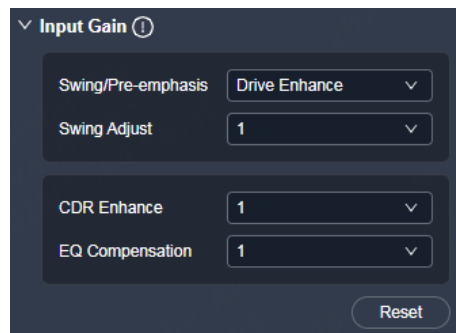 Input Gain
Swing/Pre-emphasis Drive Enhance
Swing Adjust 1
CDR Enhance 1
EQ Compensation 1
Reset